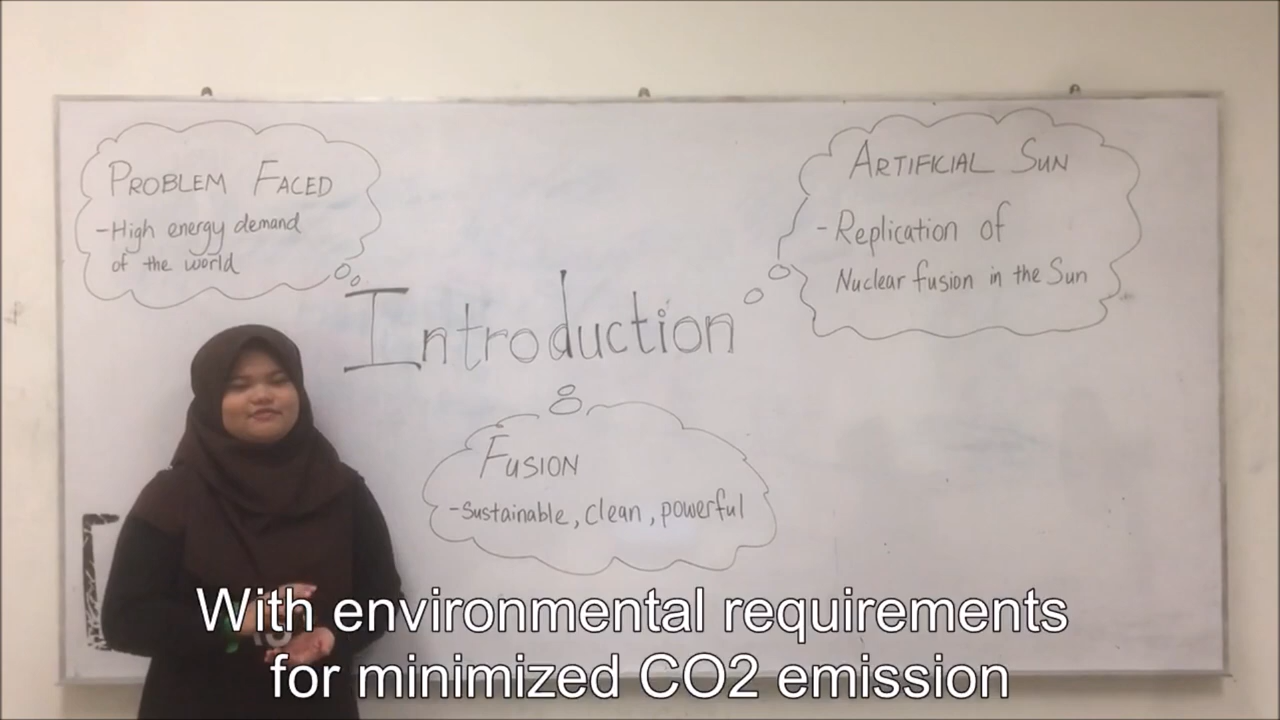 PROBLEM FACED
-High energy demand
of the world
ARTIFICIAL SUN
-Replication of
Nuclear fusion in the Sun
Introduction
FUSION
-Sustainable, clean, powerful
With environmental requirements
for minimized CO2 emission